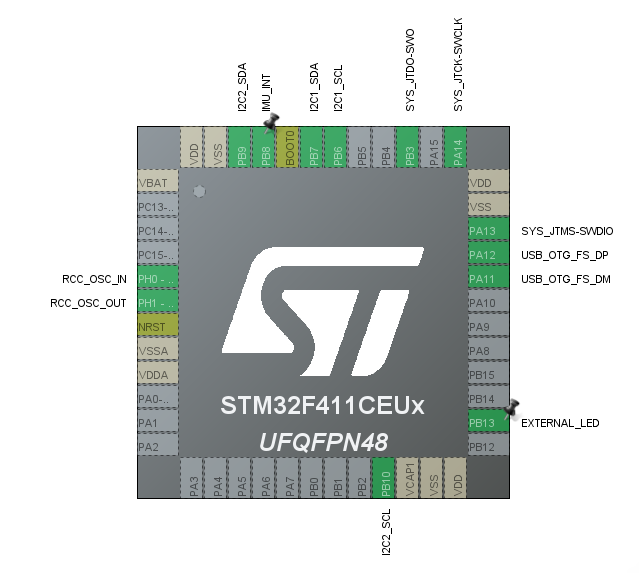 I2C2_SDA
IMU_INT
I2C1_SDA
I2C1_SCL
SYS_JTDO-SWO
SYS_JTCK-SWCLK
VDD
VSS
PB9
PB8
BOOT0
PB7
PB6
PB5
PB4
PB3
PA15
PA14
VBAT
PC13-..
PC14-..
PC15-..
RCC_OSC_IN
PH0 - ..
RCC_OSC_OUT
PH1 - ..
NRST
VSSA
VDDA
PA0-..
PA1
PA2
VDD
VSS
PA13
SYS_JTMS-SWDIO
PA12
USB_OTG_FS_DP
PA11
USB_OTG_FS_DM
PA10
PA9
PA8
PB15
PB14
PB13
EXTERNAL_LED
PB12
ST
STM32F411CEUx
UFQFPN48
PA3
PA4
PA5
PA6
PA7
PB0
PB1
PB2
PB10
VCAP1
VSS
VDD
I2C2_SCL